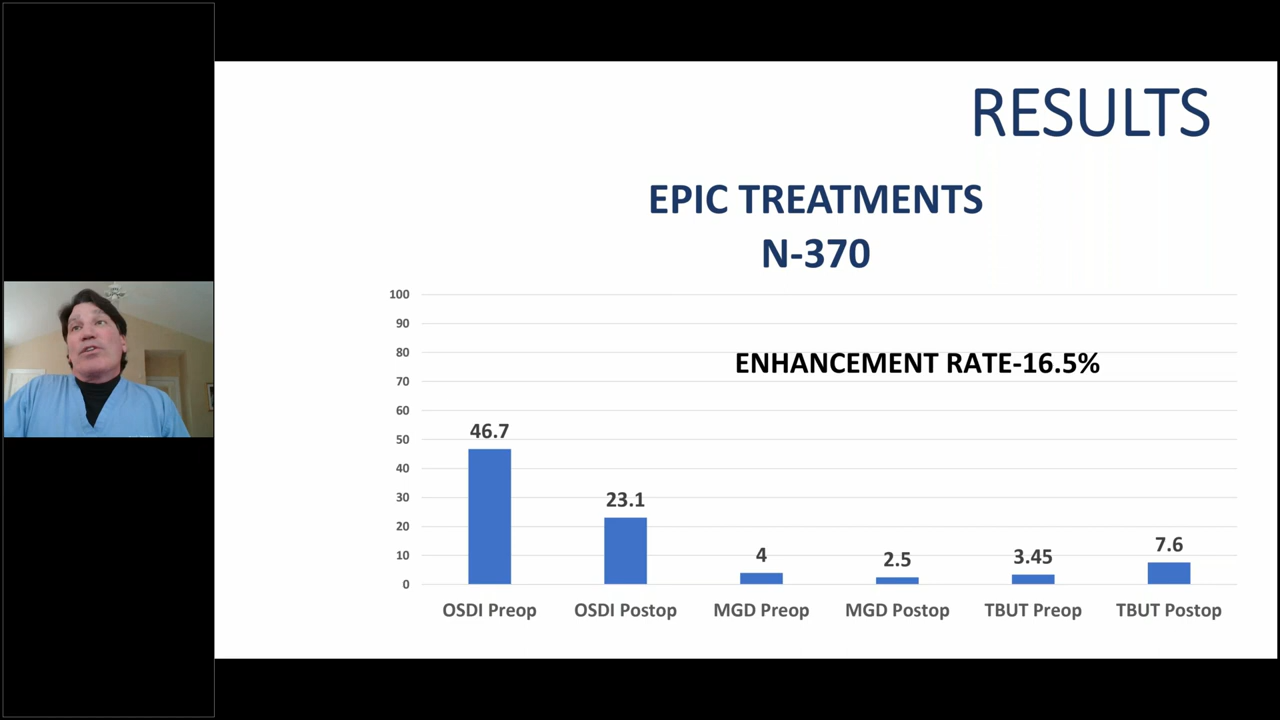 RESULTS
EPIC TREATMENTS
N-370
100
90
80
70
60
50
40
30
20
10
0
ENHANCEMENT RATE-16.5%
46.7
23.1
4
2.5
3.45
7.6
OSDI Preop
OSDI Postop
MGD Preop
MGD Postop
TBUT Preop
TBUT Postop